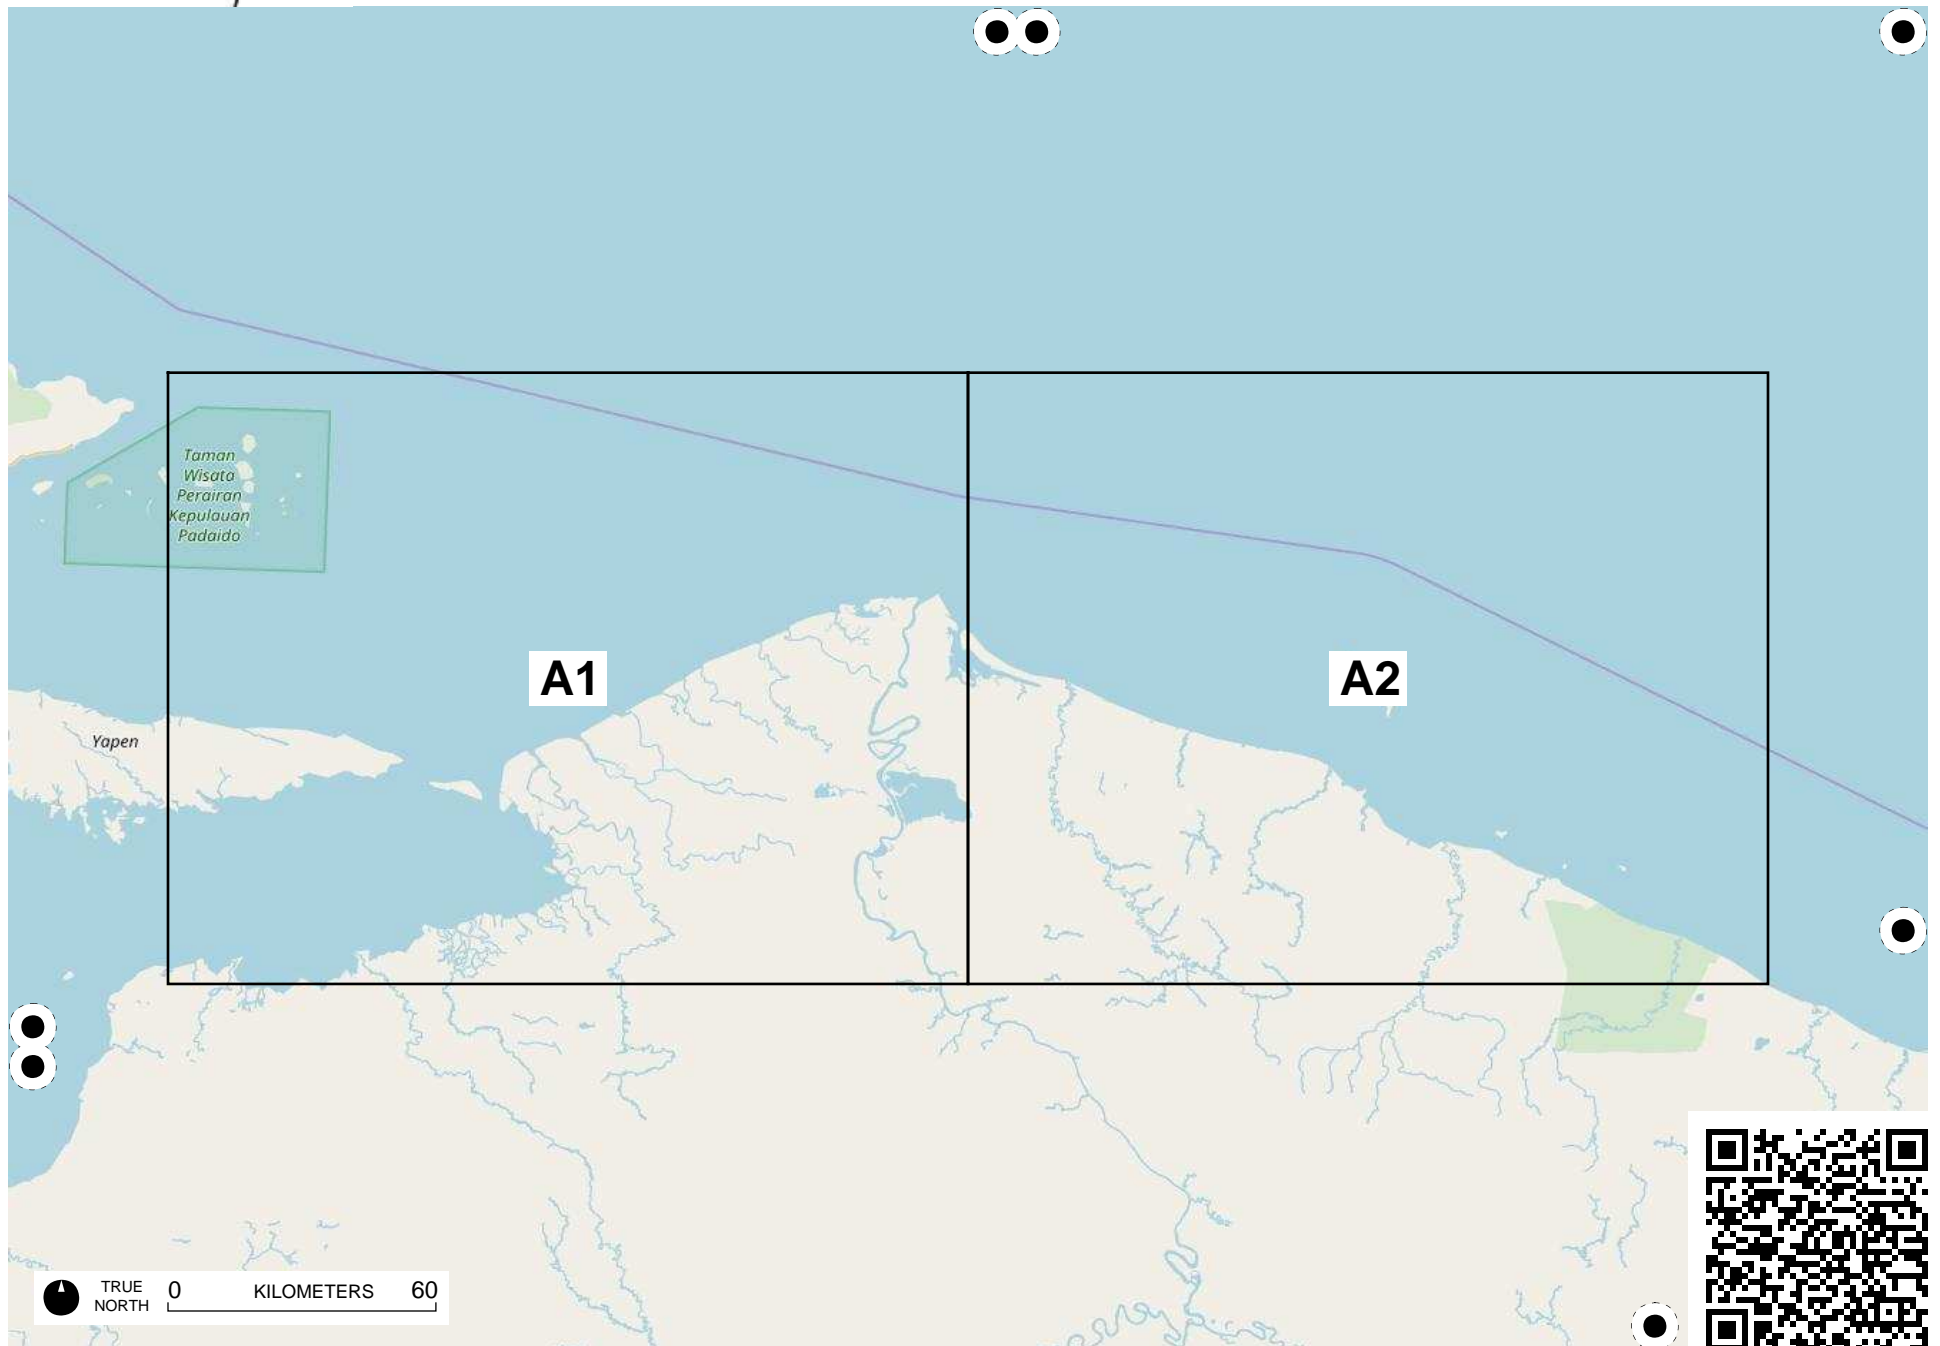 Taman
Wisata
Perairan
Kepulauan
Padaido
A1
A2
Yapen
TRUE
NORTH
0 KILOMETERS 60